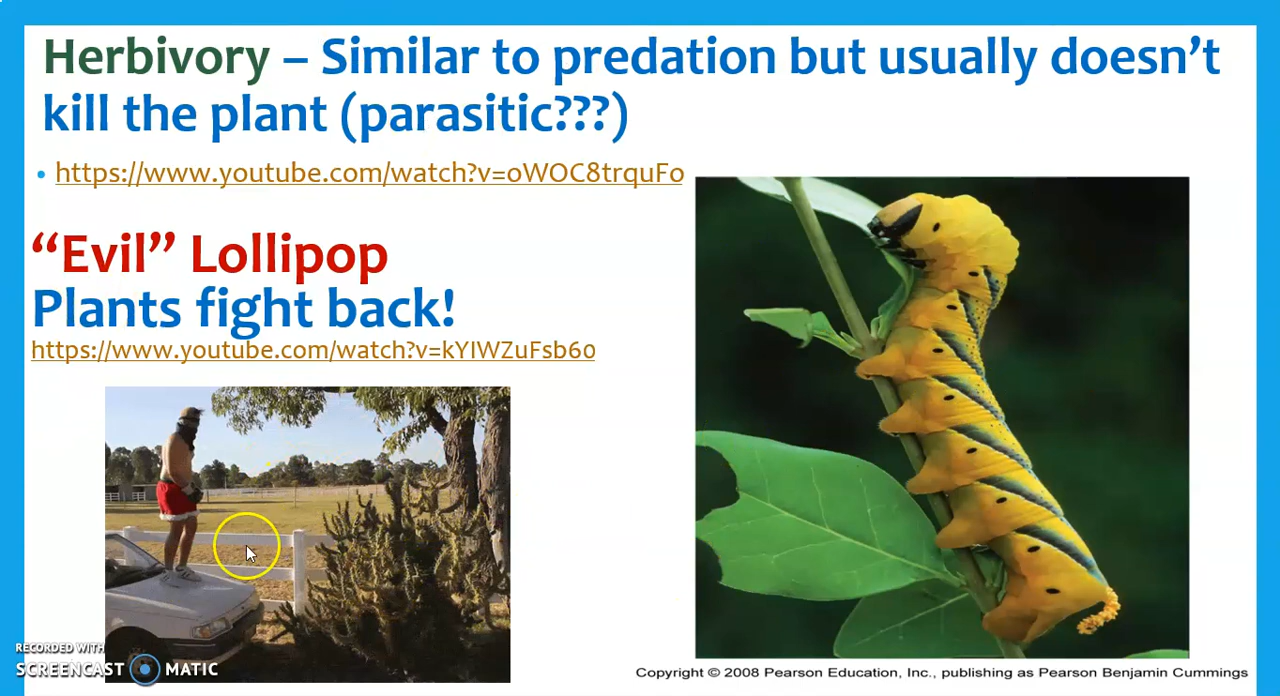 Herbivory – Similar to predation but usually doesn’t
kill the plant (parasitic???)
• https://www.youtube.com/watch?v=oWOC8trquFo
“Evil” Lollipop
Plants fight back!
https://www.youtube.com/watch?v=kYIWZuFsb6o
RECORDED WITH
SCREENCAST MATIC
Copyright © 2008 Pearson Education, Inc., publishing as Pearson Benjamin Cummings